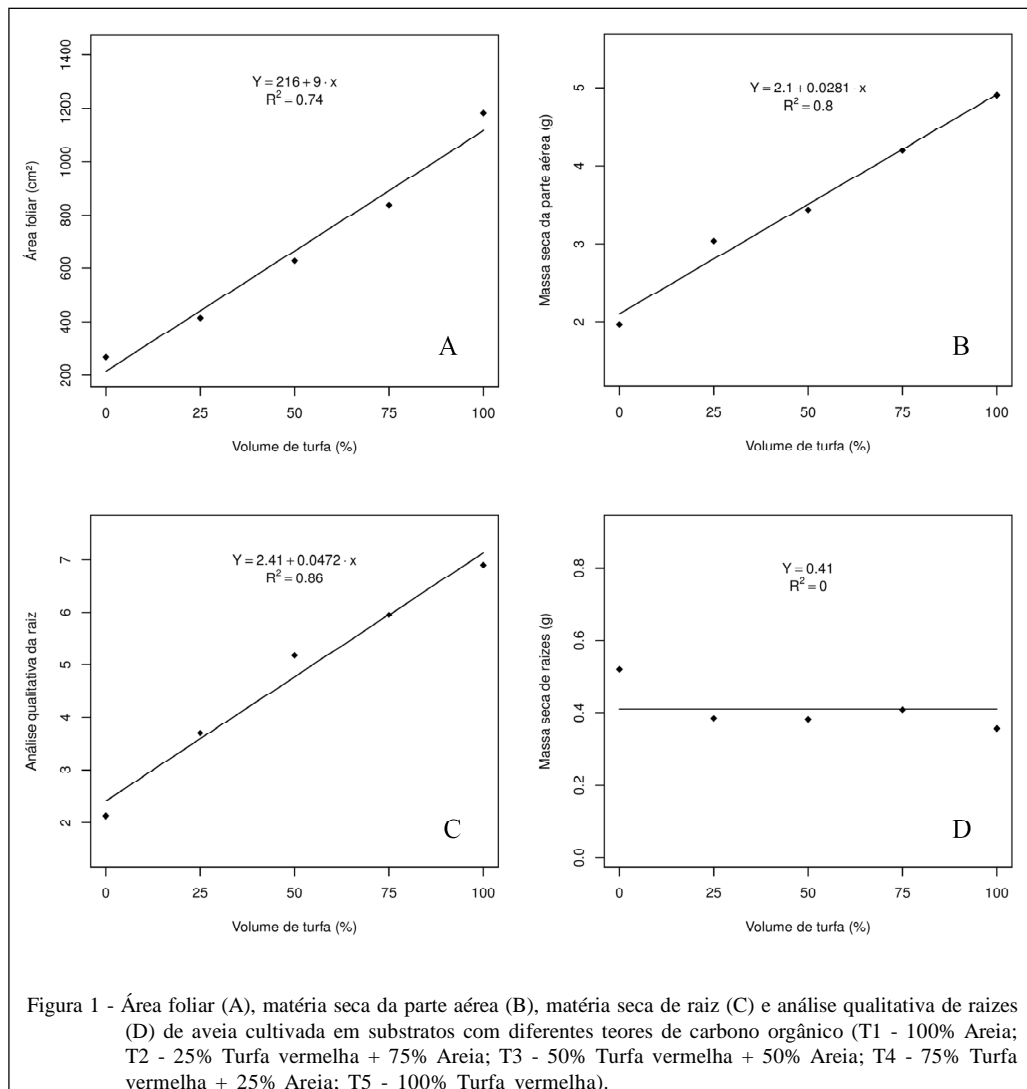 1400
1200
1000
800
600
400
200
Área foliar (cm²)
Y = 216 + 9 · x
R² − 0.74
A
0 25 50 75 100
Volume de turfa (%)
5
4
3
2
Massa seca da parte aérea (g)
Y = 2.1 + 0.0281 · x
R² = 0.8
B
0 25 50 75 100
Volume de turfa (%)
7
6
5
4
3
2
Análise qualitativa da raiz
Y = 2.41 + 0.0472 · x
R² = 0.86
C
0 25 50 75 100
Volume de turfa (%)
0.8
0.6
0.4
0.2
0.0
Massa seca de raizes (g)
Y = 0.41
R² = 0
D
0 25 50 75 100
Volume de turfa (%)
Figura 1 - Área foliar (A), matéria seca da parte aérea (B), matéria seca de raiz (C) e análise qualitativa de raizes
(D) de aveia cultivada em substratos com diferentes teores de carbono orgânico (T1 - 100% Areia;
T2 - 25% Turfa vermelha + 75% Areia; T3 - 50% Turfa vermelha + 50% Areia; T4 - 75% Turfa
vermelha + 25% Areia; T5 - 100% Turfa vermelha).